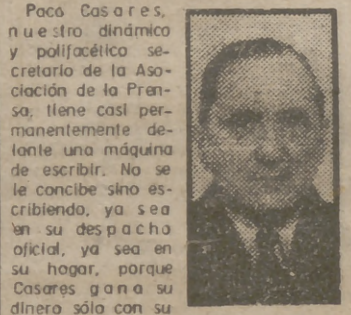 Paco Casares,
nuestro dinámico
y polifacético se-
cretario de la Aso-
ciación de la Pren-
sa, tiene casi per-
manentemente de-
lante una máquina
de escribir. No se
le concibe sino es-
cribiendo, ya sea
en su despacho
oficial, ya sea en
su hogar, porque
Casares gana su
dinero sólo con su